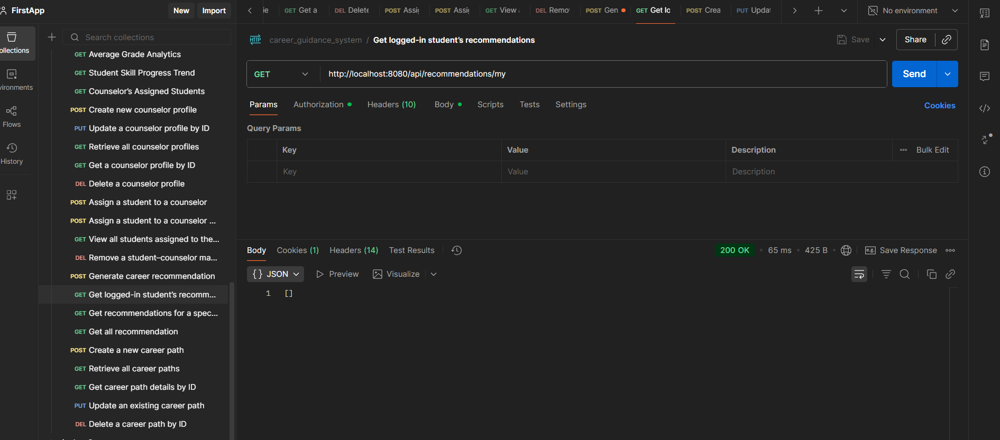 FirstApp
New
Import
GET Get a
DEL Delete
POST Assig
POST Assig
GET View
DEL Remo
POST Gen
GET Get lo
POST Crea
PUT Updat
No environment
ollections
vironments
Flows
History
Search collections
GET Average Grade Analytics
GET Student Skill Progress Trend
GET Counselor's Assigned Students
POST Create new counselor profile
PUT Update a counselor profile by ID
GET Retrieve all counselor profiles
GET Get a counselor profile by ID
DEL Delete a counselor profile
POST Assign a student to a counselor
POST Assign a student to a counselor ...
GET View all students assigned to the...
DEL Remove a student–counselor ma...
POST Generate career recommendation
GET Get logged-in student’s recomm...
GET Get recommendations for a spec...
GET Get all recommendation
POST Create a new career path
GET Retrieve all career paths
GET Get career path details by ID
PUT Update an existing career path
DEL Delete a career path by ID
HTTP career_guidance_system / Get logged-in student’s recommendations
Save
Share
GET http://localhost:8080/api/recommendations/my
Send
Params Authorization Headers (10) Body Scripts Tests Settings
Cookies
Query Params
Key Value Description Bulk Edit
Key Value Description
Body Cookies (1) Headers (14) Test Results
200 OK • 65 ms • 425 B • e.g. Save Response
{} JSON Preview Visualize
1 []